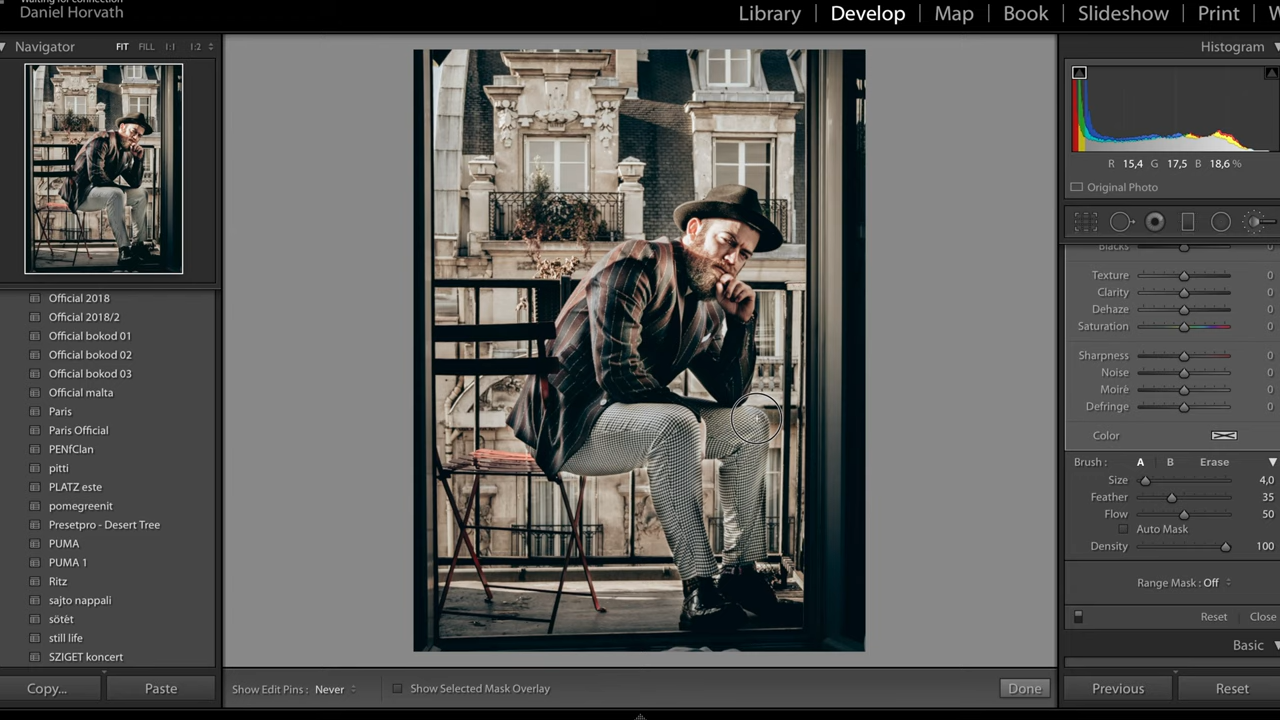 Waiting for connection
Daniel Horvath
Library | Develop | Map | Book | Slideshow | Print |
Navigator FIT FILL 1:1 1:2
Histogram
R 15,4 G 17,5 B 18,6 %
Original Photo
Blacks
Texture 0
Clarity 0
Dehaze 0
Saturation 0
Sharpness 0
Noise 0
Moiré 0
Defringe 0
Color
Brush : A B Erase
Size 4,0
Feather 35
Flow 50
Auto Mask
Density 100
Range Mask : Off
Reset Close
Basic
Official 2018
Official 2018/2
Official bokod 01
Official bokod 02
Official bokod 03
Official malta
Paris
Paris Official
PENfClan
pitti
PLATZ este
pomegreenit
Presetpro - Desert Tree
PUMA
PUMA 1
Ritz
sajto nappali
sötét
still life
SZIGET koncert
Copy... Paste
Show Edit Pins : Never
Show Selected Mask Overlay
Done
Previous Reset